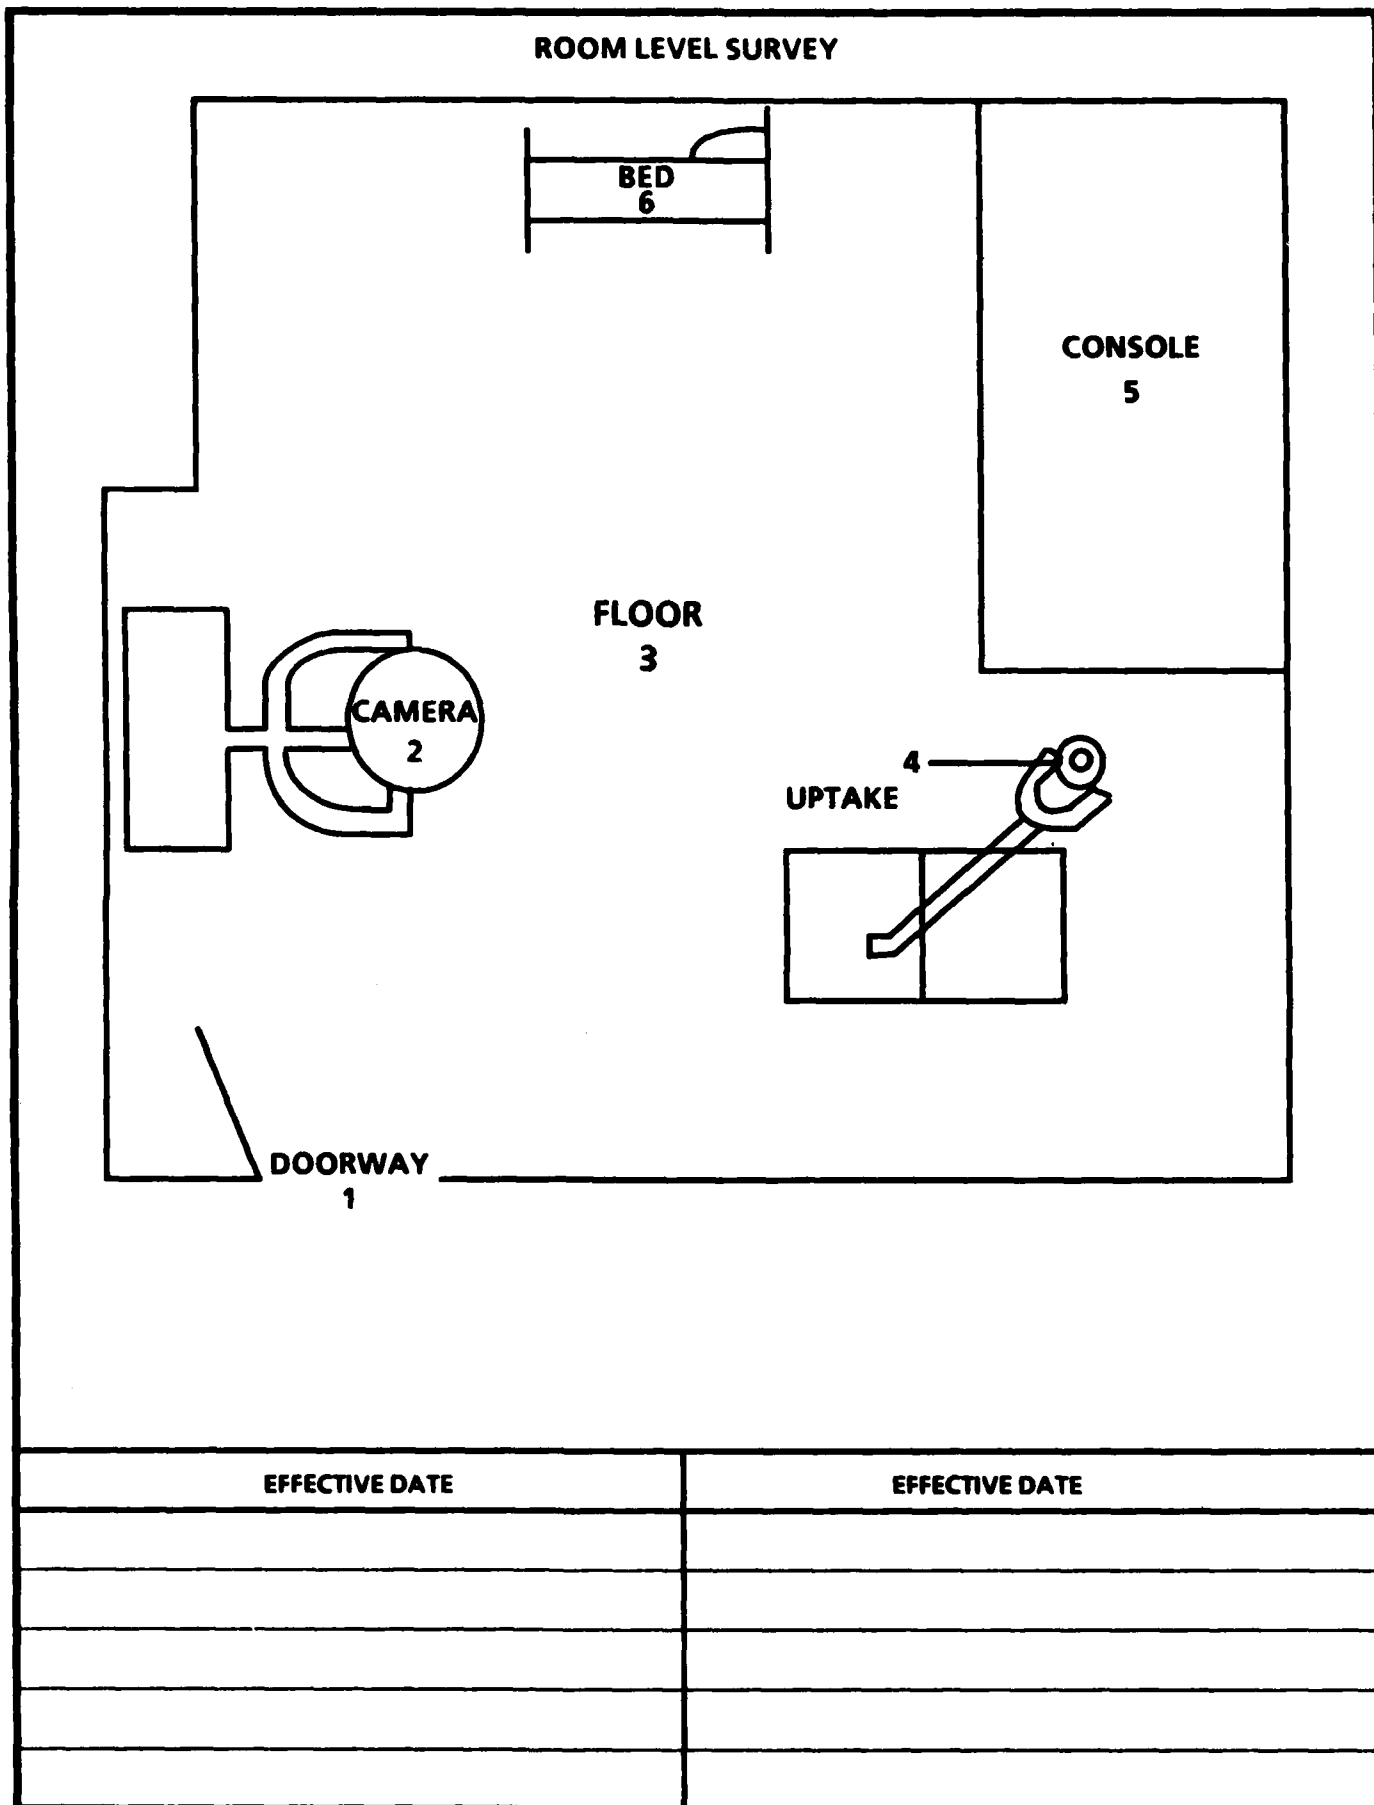 ROOM LEVEL SURVEY
BED
6
CONSOLE
5
FLOOR
3
CAMERA
2
4
UPTAKE
DOORWAY
1
EFFECTIVE DATE
EFFECTIVE DATE